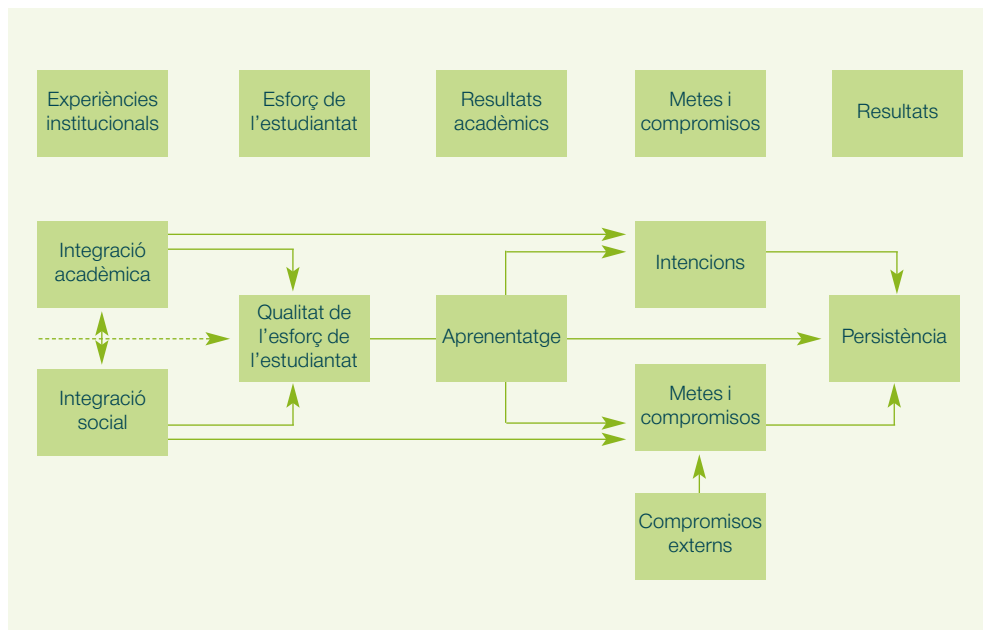 Experiències
institucionals
Esforç de
l'estudiantat
Resultats
acadèmics
Metes i
compromisos
Resultats
Integració
acadèmica
Intencions
Qualitat de
l'esforç de
l'estudiantat
Aprenentatge
Persistència
Integració
social
Metes i
compromisos
Compromisos
externs